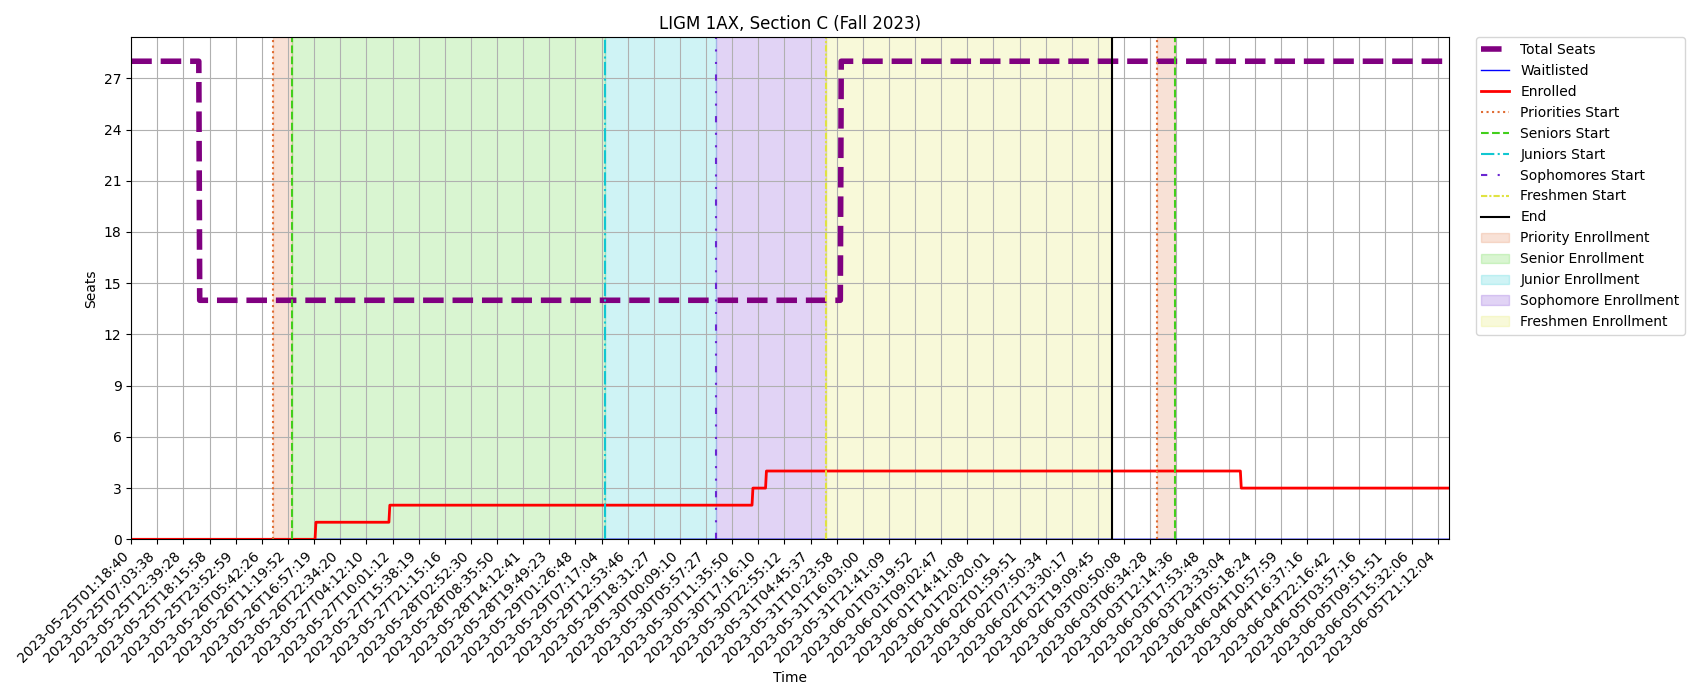 LIGM 1AX, Section C (Fall 2023)
27
24
21
18
15
12
9
6
3
0
Seats
2023-05-25T01:18:40
2023-05-25T07:03:38
2023-05-25T12:39:28
2023-05-25T18:15:58
2023-05-25T23:52:59
2023-05-26T05:42:26
2023-05-26T11:19:52
2023-05-26T16:57:19
2023-05-26T22:34:20
2023-05-27T04:12:10
2023-05-27T10:01:12
2023-05-27T15:38:19
2023-05-27T21:15:16
2023-05-28T02:52:30
2023-05-28T08:35:50
2023-05-28T14:12:41
2023-05-28T19:49:23
2023-05-29T01:26:48
2023-05-29T07:17:04
2023-05-29T12:53:46
2023-05-29T18:31:27
2023-05-30T00:09:10
2023-05-30T05:57:27
2023-05-30T11:35:50
2023-05-30T17:16:10
2023-05-30T22:55:12
2023-05-31T04:45:37
2023-05-31T10:23:58
2023-05-31T16:03:00
2023-05-31T21:41:09
2023-06-01T03:19:52
2023-06-01T09:02:47
2023-06-01T14:41:08
2023-06-01T20:20:01
2023-06-02T01:59:51
2023-06-02T07:50:34
2023-06-02T13:30:17
2023-06-02T19:09:45
2023-06-03T00:50:08
2023-06-03T06:34:28
2023-06-03T12:14:36
2023-06-03T17:53:48
2023-06-03T23:33:04
2023-06-04T05:18:24
2023-06-04T10:57:59
2023-06-04T16:37:16
2023-06-04T22:16:42
2023-06-05T03:57:16
2023-06-05T09:51:51
2023-06-05T15:32:06
2023-06-05T21:12:04
Time
Total Seats
Waitlisted
Enrolled
Priorities Start
Seniors Start
Juniors Start
Sophomores Start
Freshmen Start
End
Priority Enrollment
Senior Enrollment
Junior Enrollment
Sophomore Enrollment
Freshmen Enrollment